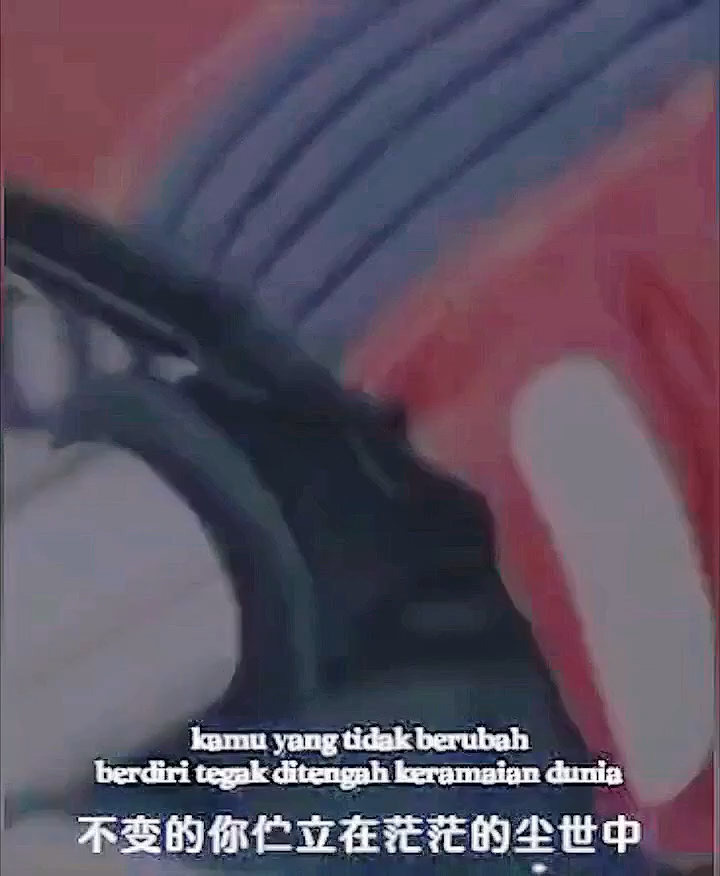 kamu yang tidak berubah
berdiri tegak ditengah keramaian dunia
不变的你伫立在茫茫的尘世中